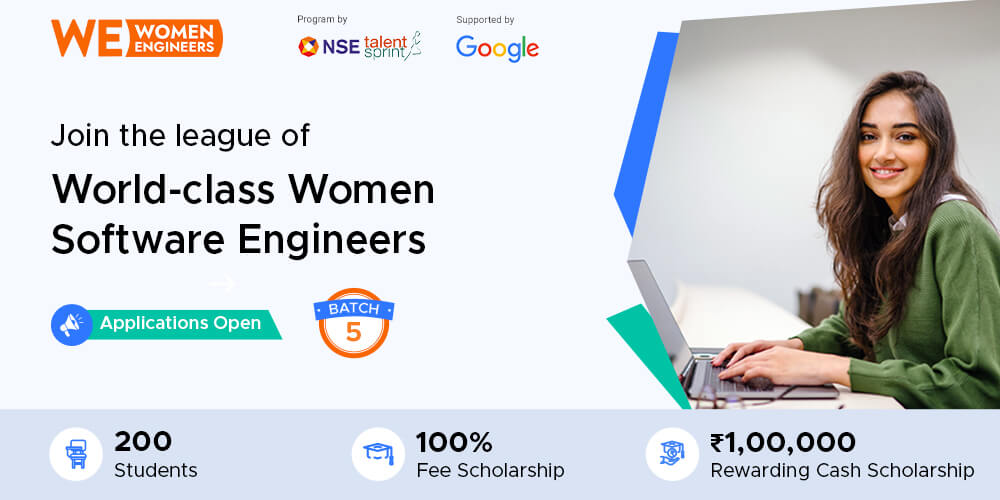 WE WOMEN
ENGINEERS
Program by
NSE talent
sprint
Supported by
Google
Join the league of
World-class Women
Software Engineers
Applications Open
BATCH
5
200
Students
100%
Fee Scholarship
₹1,00,000
Rewarding Cash Scholarship